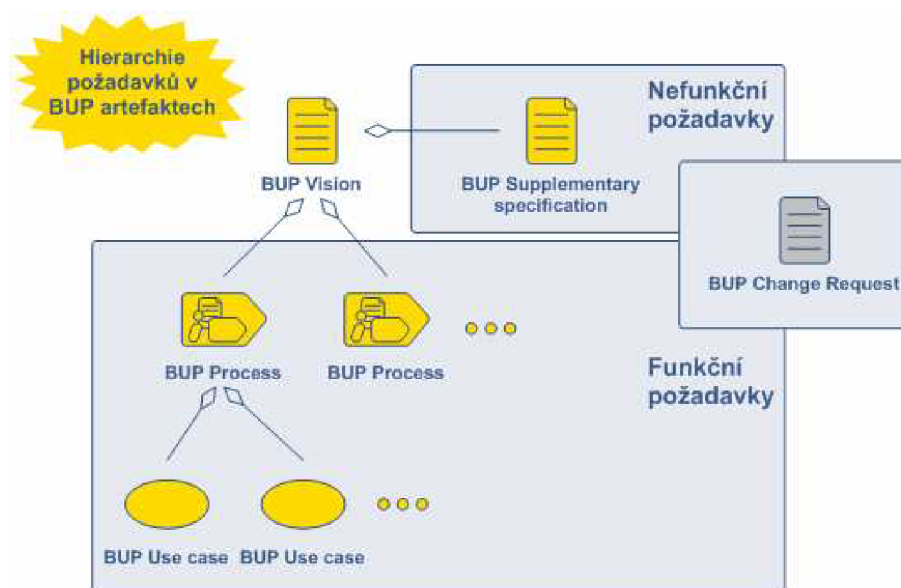 Hierarchie
požadavků v
BUP artefaktech
Nefunkční
požadavky
BUP Vision
BUP Supplementary
specification
BUP Change Request
BUP Process
BUP Process
Funkční
požadavky
BUP Use case
BUP Use case